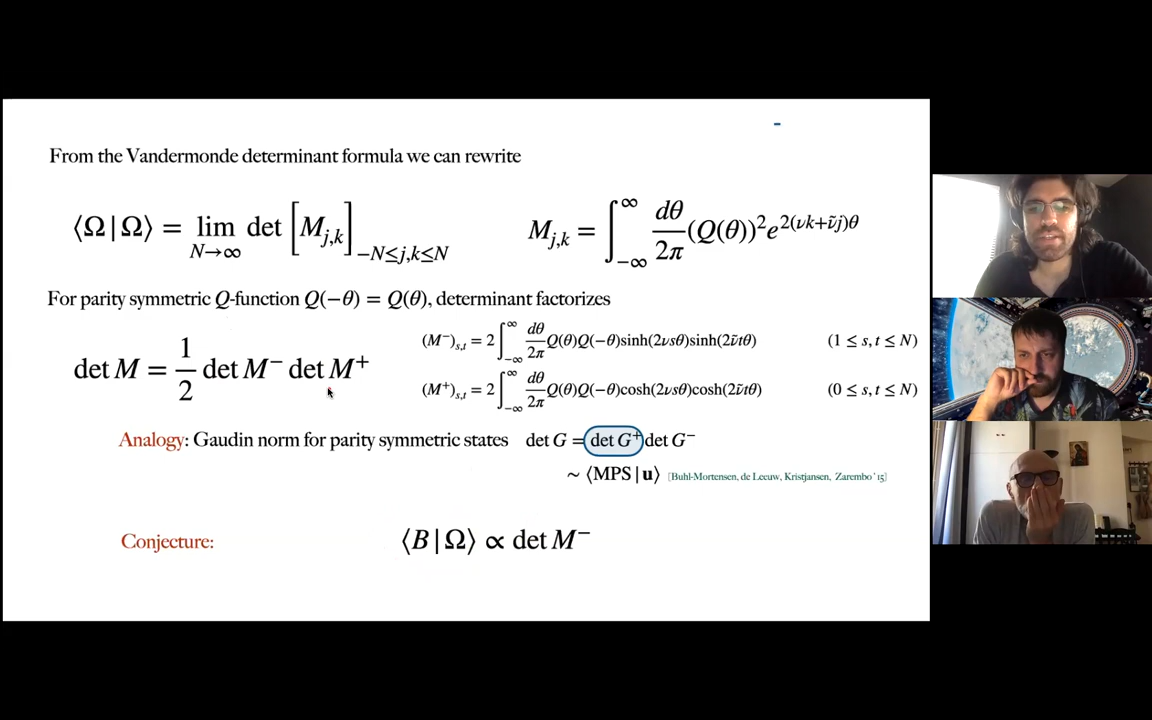 From the Vandermonde determinant formula we can rewrite
⟨Ω|Ω⟩ = lim_{N→∞} det [M_{j,k}]_{−N≤j,k≤N}    M_{j,k} = ∫_{−∞}^{∞} dθ/2π (Q(θ))² e^{2(νk+ν̃j)θ}
For parity symmetric Q-function Q(−θ) = Q(θ), determinant factorizes
det M = 1/2 det M⁻ det M⁺
(M⁻)_{s,t} = 2∫_{−∞}^{∞} dθ/2π Q(θ)Q(−θ)sinh(2νsθ)sinh(2ν̃tθ)    (1 ≤ s, t ≤ N)
(M⁺)_{s,t} = 2∫_{−∞}^{∞} dθ/2π Q(θ)Q(−θ)cosh(2νsθ)cosh(2ν̃tθ)    (0 ≤ s, t ≤ N)
Analogy: Gaudin norm for parity symmetric states det G = det G⁺ det G⁻
∼ ⟨MPS|u⟩ [Buhl-Mortensen, de Leeuw, Kristjansen, Zarembo '15]
Conjecture: ⟨B|Ω⟩ ∝ det M⁻